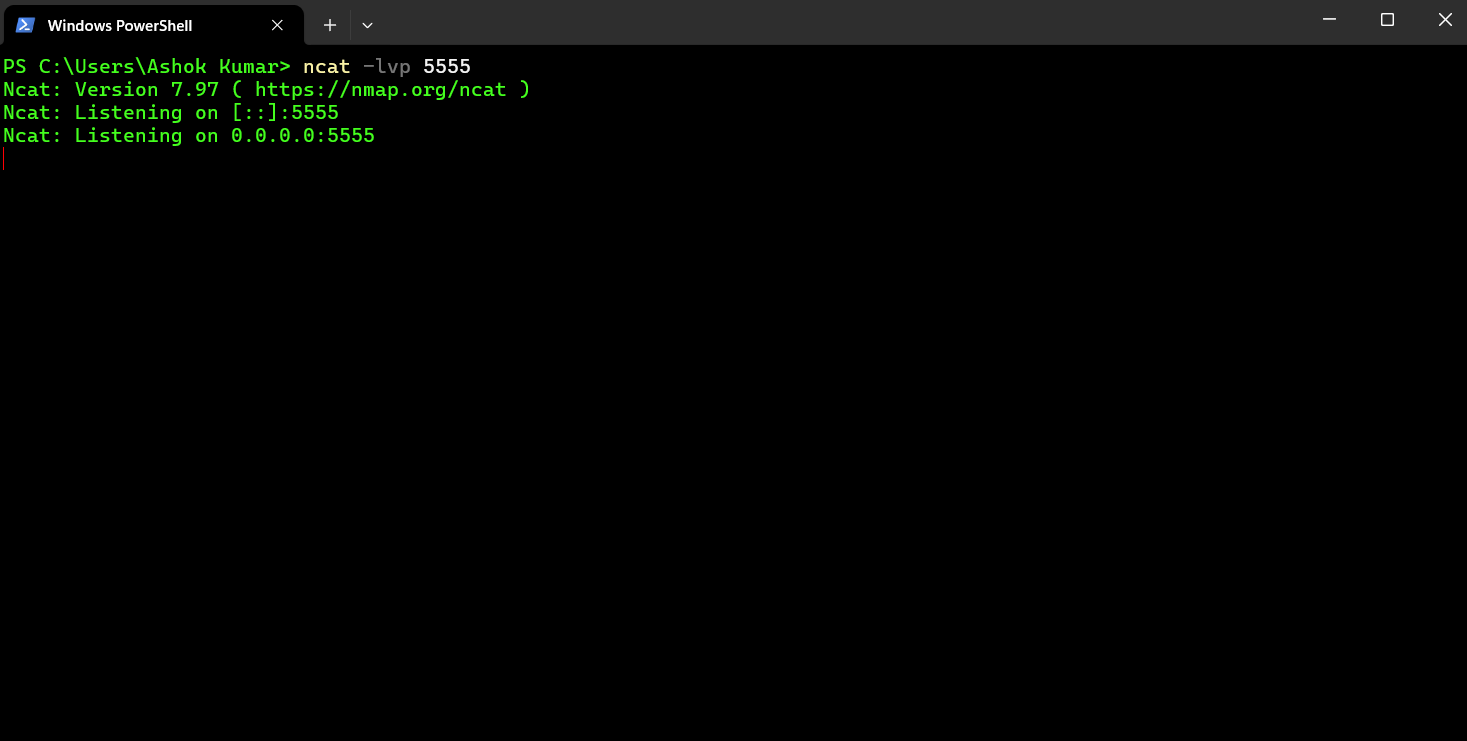 Windows PowerShell
PS C:\Users\Ashok Kumar> ncat -lvp 5555
Ncat: Version 7.97 ( https://nmap.org/ncat )
Ncat: Listening on [::]:5555
Ncat: Listening on 0.0.0.0:5555